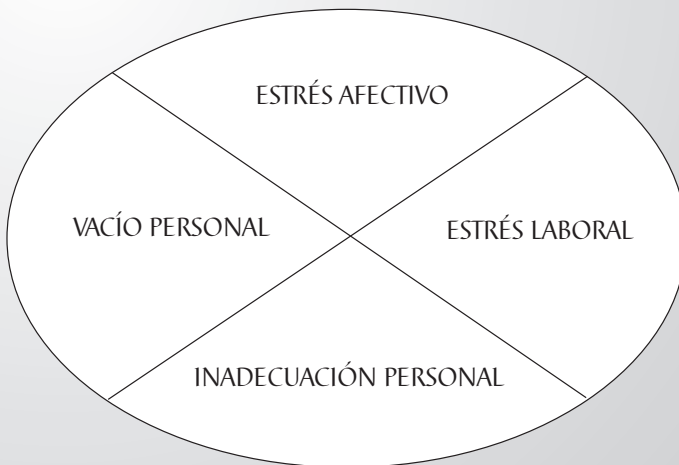 ESTRÉS AFECTIVO
VACÍO PERSONAL
ESTRÉS LABORAL
INADECUACIÓN PERSONAL